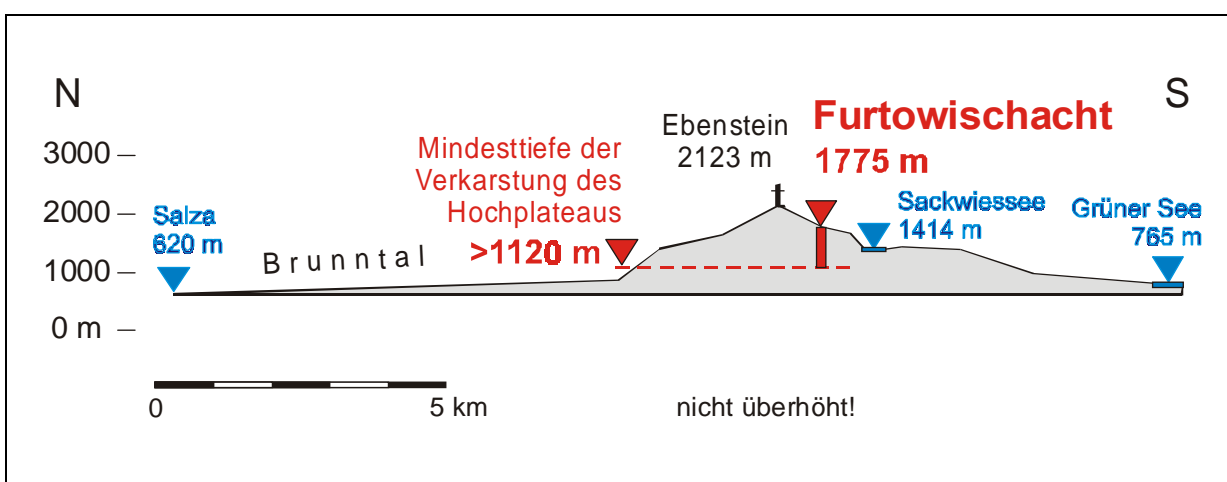 N
S
3000
2000
1000
0 m
Salza
620 m
Brunntal
Mindesttiefe der
Verkarstung des
Hochplateaus
>1120 m
Ebenstein
2123 m
Furtowischacht
1775 m
Sackwiessee
1414 m
Grüner See
765 m
0
5 km
nicht überhöht!